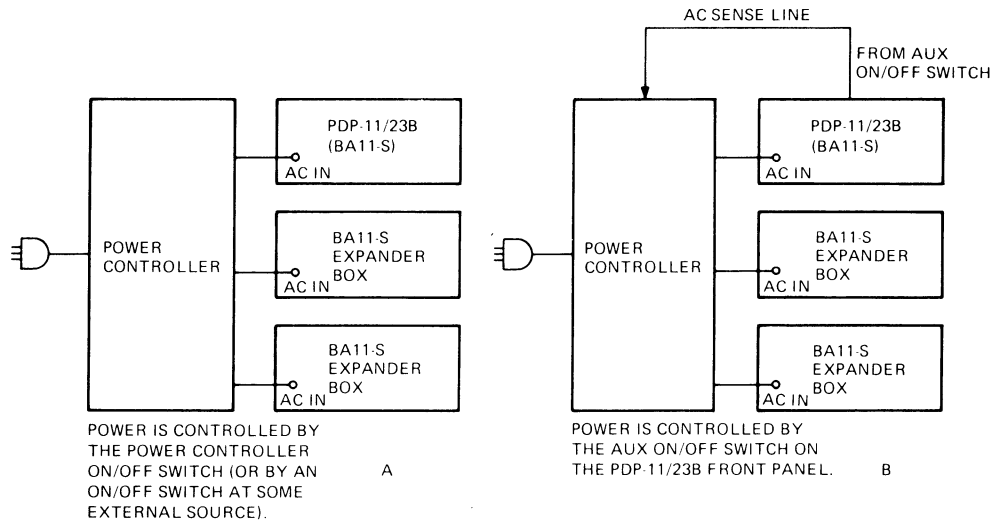 AC SENSE LINE
FROM AUX
ON/OFF SWITCH
PDP-11/23B
(BA11-S)
AC IN
POWER
CONTROLLER
BA11-S
EXPANDER
BOX
AC IN
BA11-S
EXPANDER
BOX
AC IN
POWER IS CONTROLLED BY
THE POWER CONTROLLER
ON/OFF SWITCH (OR BY AN
ON/OFF SWITCH AT SOME
EXTERNAL SOURCE).
A
PDP-11/23B
(BA11-S)
AC IN
POWER
CONTROLLER
BA11-S
EXPANDER
BOX
AC IN
BA11-S
EXPANDER
BOX
AC IN
POWER IS CONTROLLED BY
THE AUX ON/OFF SWITCH ON
THE PDP-11/23B FRONT PANEL.
B